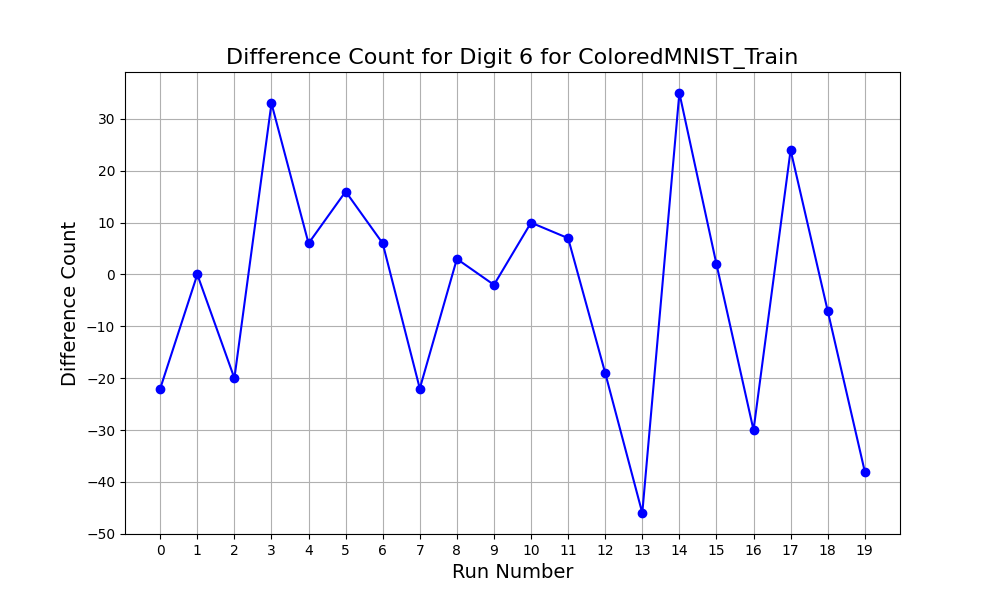 Difference Count for Digit 6 for ColoredMNIST_Train
Difference Count
30
20
10
0
−10
−20
−30
−40
−50
0 1 2 3 4 5 6 7 8 9 10 11 12 13 14 15 16 17 18 19
Run Number